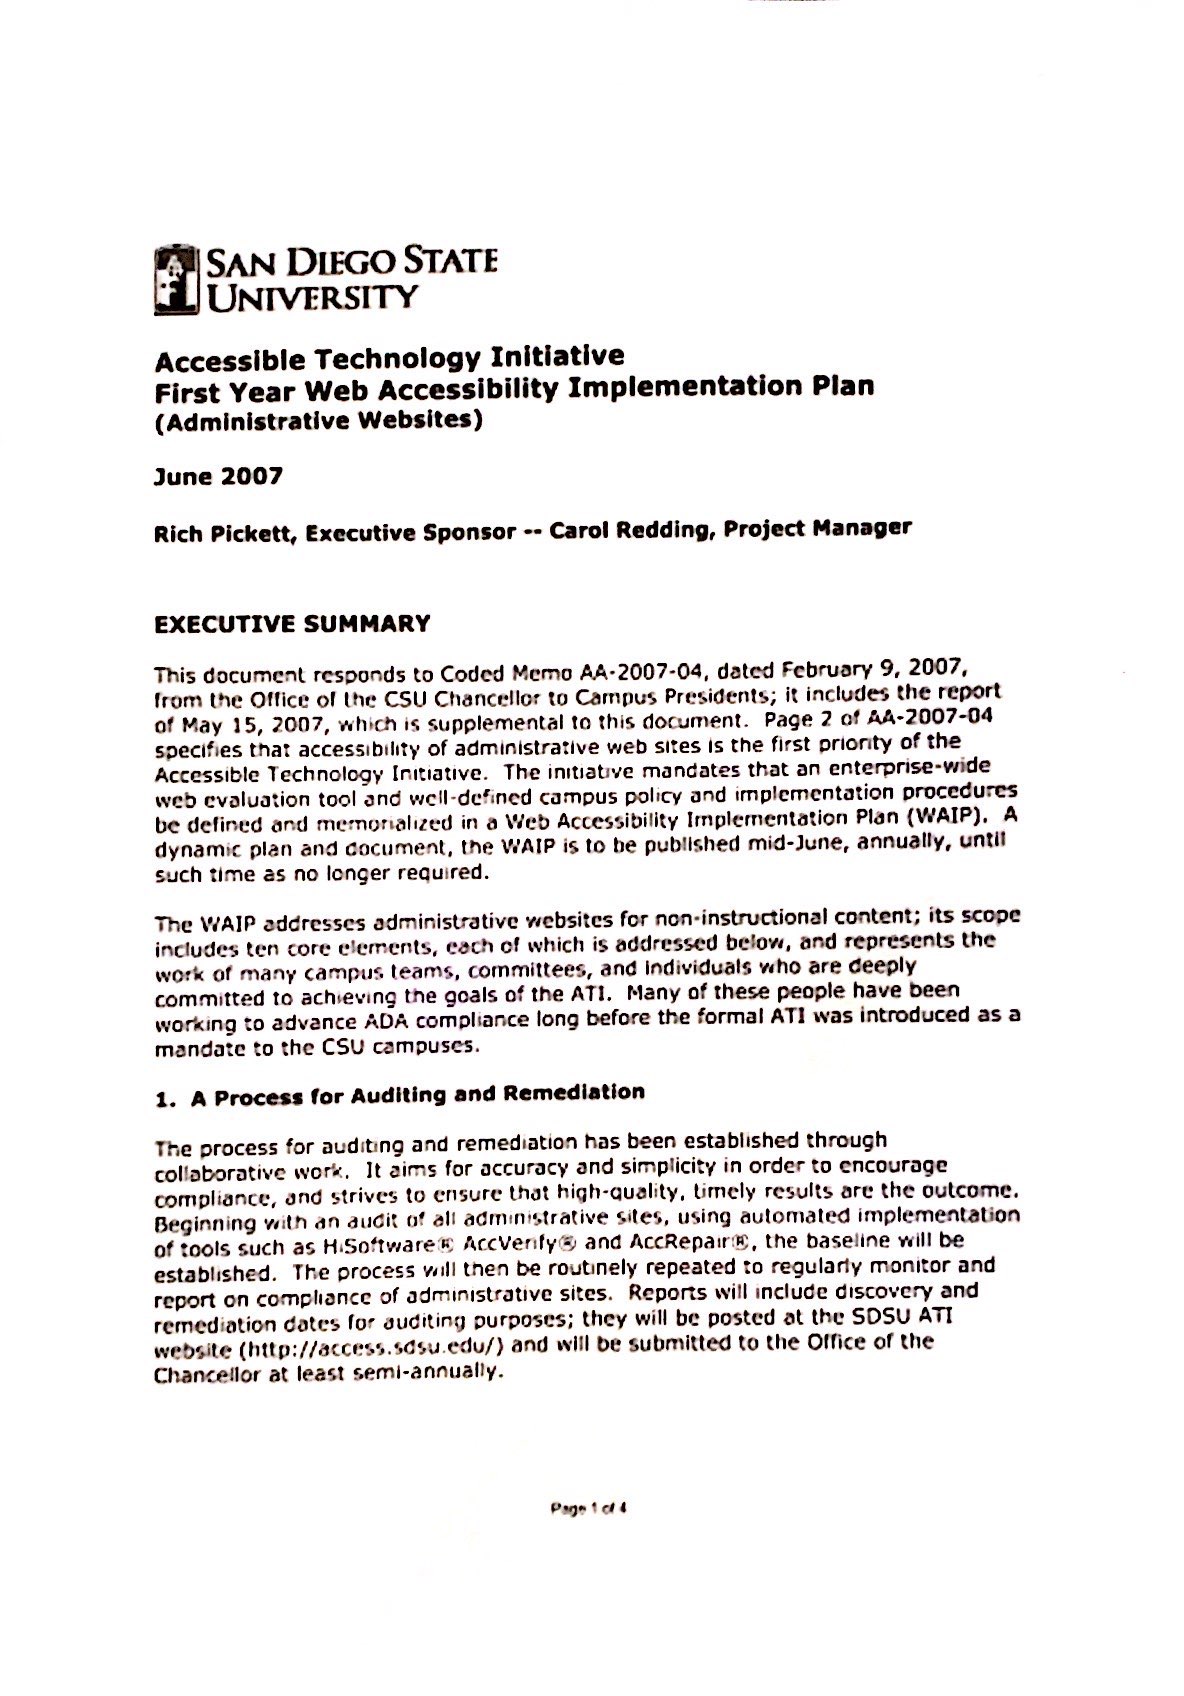 SAN DIEGO STATE
UNIVERSITY
Accessible Technology Initiative
First Year Web Accessibility Implementation Plan
(Administrative Websites)
June 2007
Rich Pickett, Executive Sponsor -- Carol Redding, Project Manager
EXECUTIVE SUMMARY
This document responds to Coded Memo AA-2007-04, dated February 9, 2007,
from the Office of the CSU Chancellor to Campus Presidents; it includes the report
of May 15, 2007, which is supplemental to this document. Page 2 of AA-2007-04
specifies that accessibility of administrative web sites is the first priority of the
Accessible Technology Initiative. The initiative mandates that an enterprise-wide
web evaluation tool and well-defined campus policy and implementation procedures
be defined and memorialized in a Web Accessibility Implementation Plan (WAIP). A
dynamic plan and document, the WAIP is to be published mid-June, annually, until
such time as no longer required.
The WAIP addresses administrative websites for non-instructional content; its scope
includes ten core elements, each of which is addressed below, and represents the
work of many campus teams, committees, and individuals who are deeply
committed to achieving the goals of the ATI. Many of these people have been
working to advance ADA compliance long before the formal ATI was introduced as a
mandate to the CSU campuses.
1. A Process for Auditing and Remediation
The process for auditing and remediation has been established through
collaborative work. It aims for accuracy and simplicity in order to encourage
compliance, and strives to ensure that high-quality, timely results are the outcome.
Beginning with an audit of all administrative sites, using automated implementation
of tools such as HiSoftware® AccVerify® and AccRepair®, the baseline will be
established. The process will then be routinely repeated to regularly monitor and
report on compliance of administrative sites. Reports will include discovery and
remediation dates for auditing purposes; they will be posted at the SDSU ATI
website (http://access.sdsu.edu/) and will be submitted to the Office of the
Chancellor at least semi-annually.
Page 1 of 4